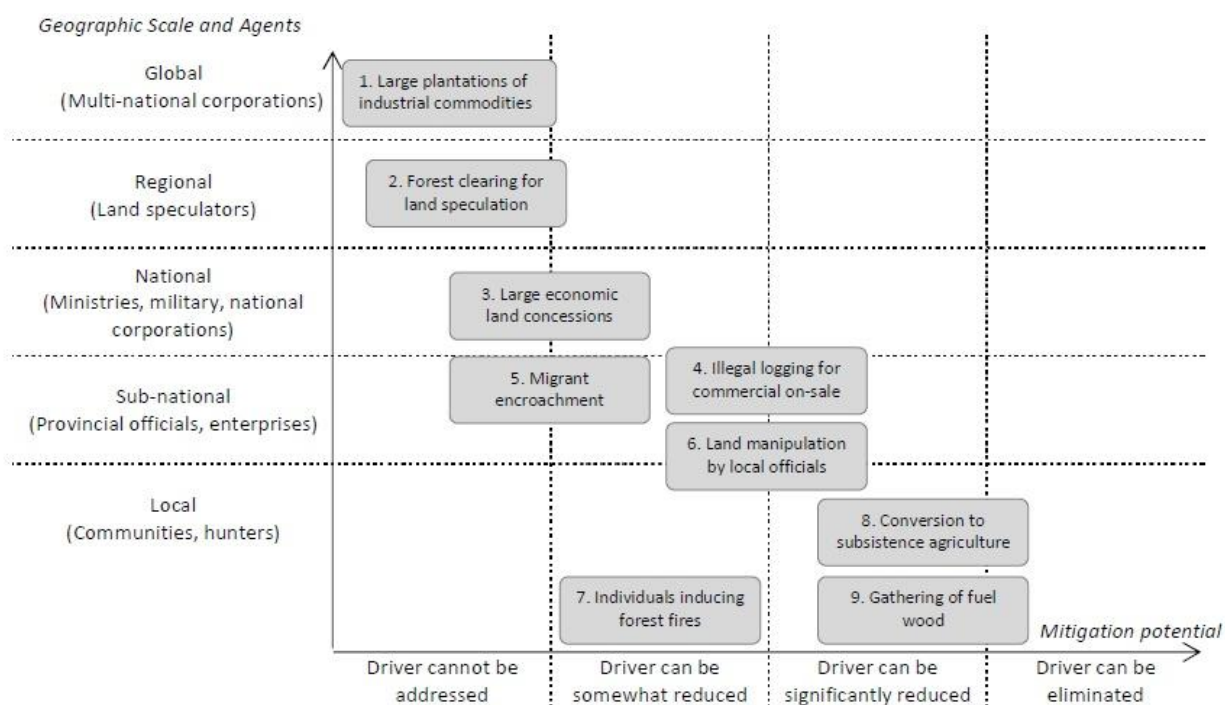 Geographic Scale and Agents
Global
(Multi-national corporations)
1. Large plantations of
industrial commodities
Regional
(Land speculators)
2. Forest clearing for
land speculation
National
(Ministries, military, national
corporations)
3. Large economic
land concessions
Sub-national
(Provincial officials, enterprises)
5. Migrant
encroachment
4. Illegal logging for
commercial on-sale
6. Land manipulation
by local officials
Local
(Communities, hunters)
8. Conversion to
subsistence agriculture
7. Individuals inducing
forest fires
9. Gathering of fuel
wood
Mitigation potential
Driver cannot be
addressed
Driver can be
somewhat reduced
Driver can be
significantly reduced
Driver can be
eliminated